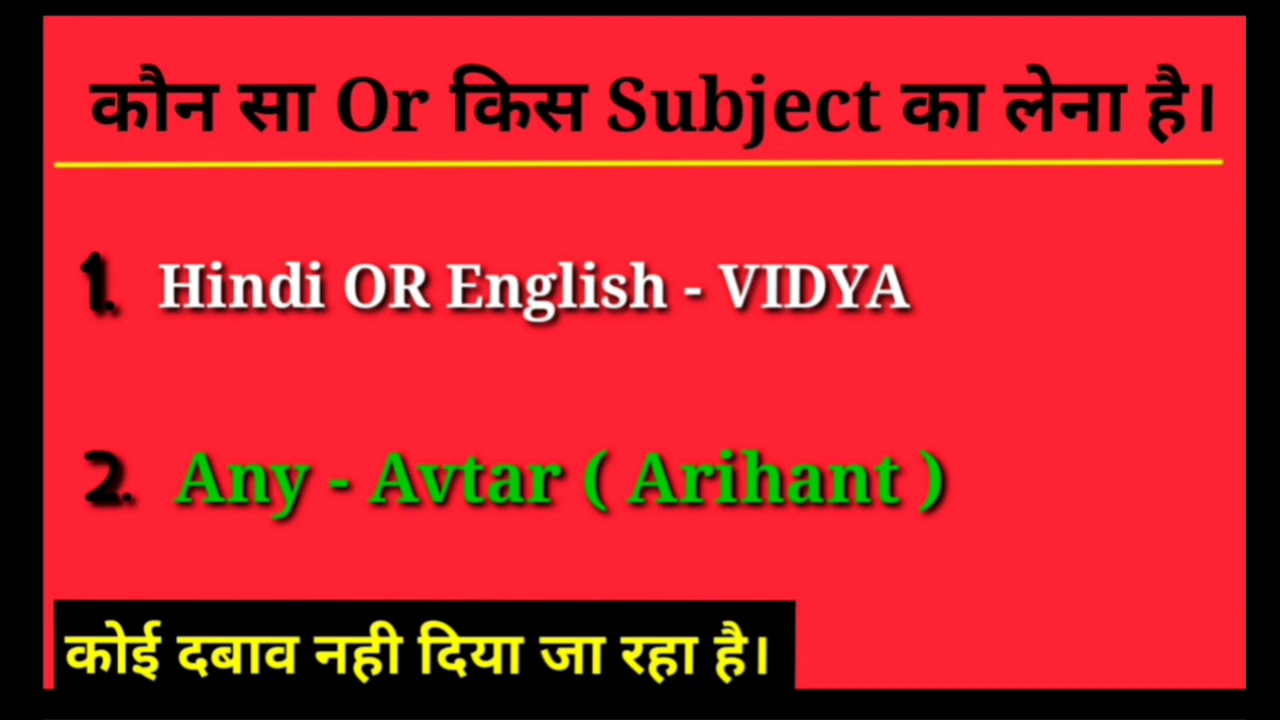 कौन सा Or किस Subject का लेना है।
1. Hindi OR English - VIDYA
2. Any - Avtar ( Arihant )
कोई दबाव नही दिया जा रहा है।